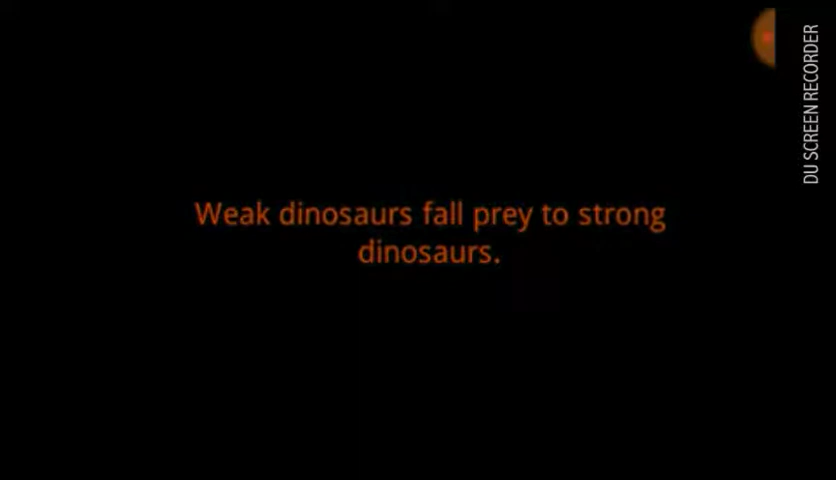 Weak dinosaurs fall prey to strong
dinosaurs.
DU SCREEN RECORDER